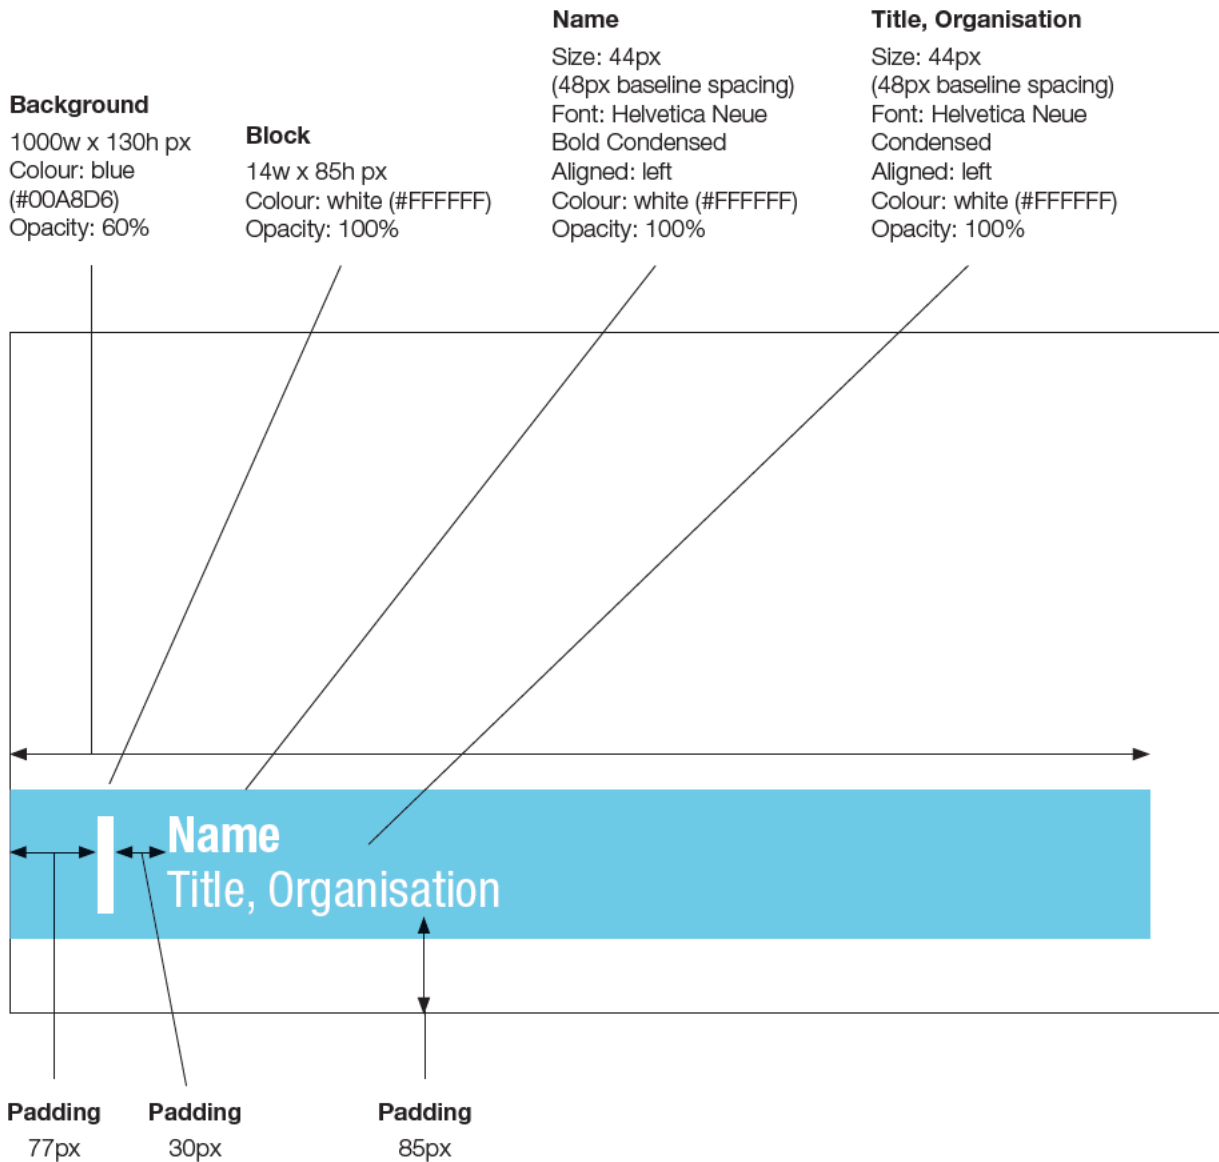 Background
1000w x 130h px
Colour: blue
(#00A8D6)
Opacity: 60%
Block
14w x 85h px
Colour: white (#FFFFFF)
Opacity: 100%
Name
Size: 44px
(48px baseline spacing)
Font: Helvetica Neue
Bold Condensed
Aligned: left
Colour: white (#FFFFFF)
Opacity: 100%
Title, Organisation
Size: 44px
(48px baseline spacing)
Font: Helvetica Neue
Condensed
Aligned: left
Colour: white (#FFFFFF)
Opacity: 100%
Name
Title, Organisation
Padding
77px
Padding
30px
Padding
85px